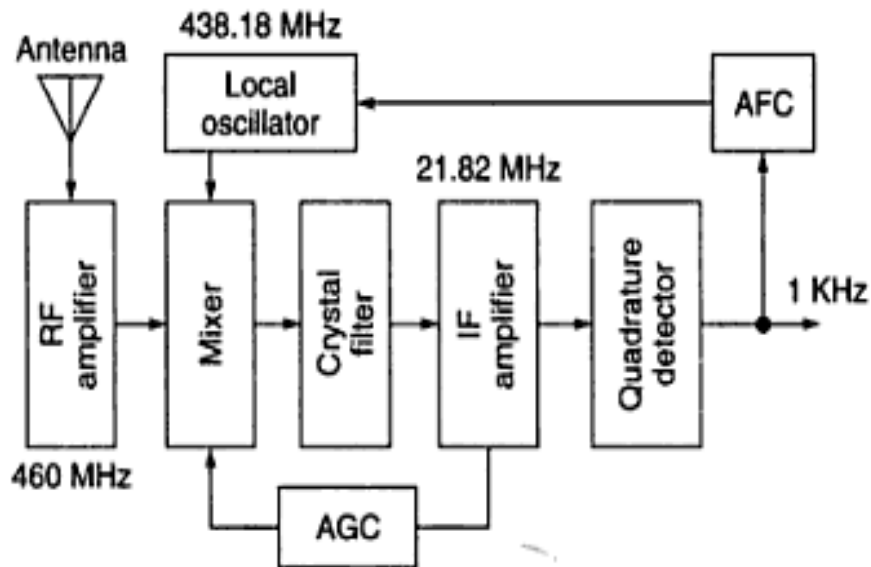 438.18 MHz
Antenna
Local
oscillator
AFC
21.82 MHz
RF
amplifier
Mixer
Crystal
filter
IF
amplifier
Quadrature
detector
1 KHz
460 MHz
AGC